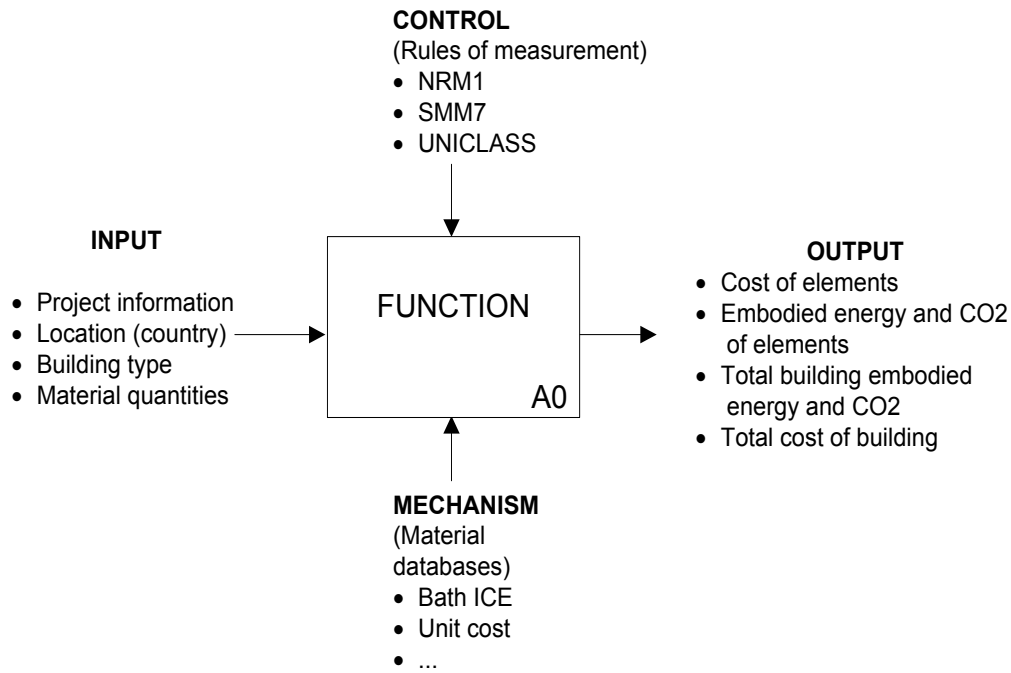 CONTROL
(Rules of measurement)
• NRM1
• SMM7
• UNICLASS
INPUT
• Project information
• Location (country)
• Building type
• Material quantities
FUNCTION
A0
OUTPUT
• Cost of elements
• Embodied energy and CO2
of elements
• Total building embodied
energy and CO2
• Total cost of building
MECHANISM
(Material
databases)
• Bath ICE
• Unit cost
• ...